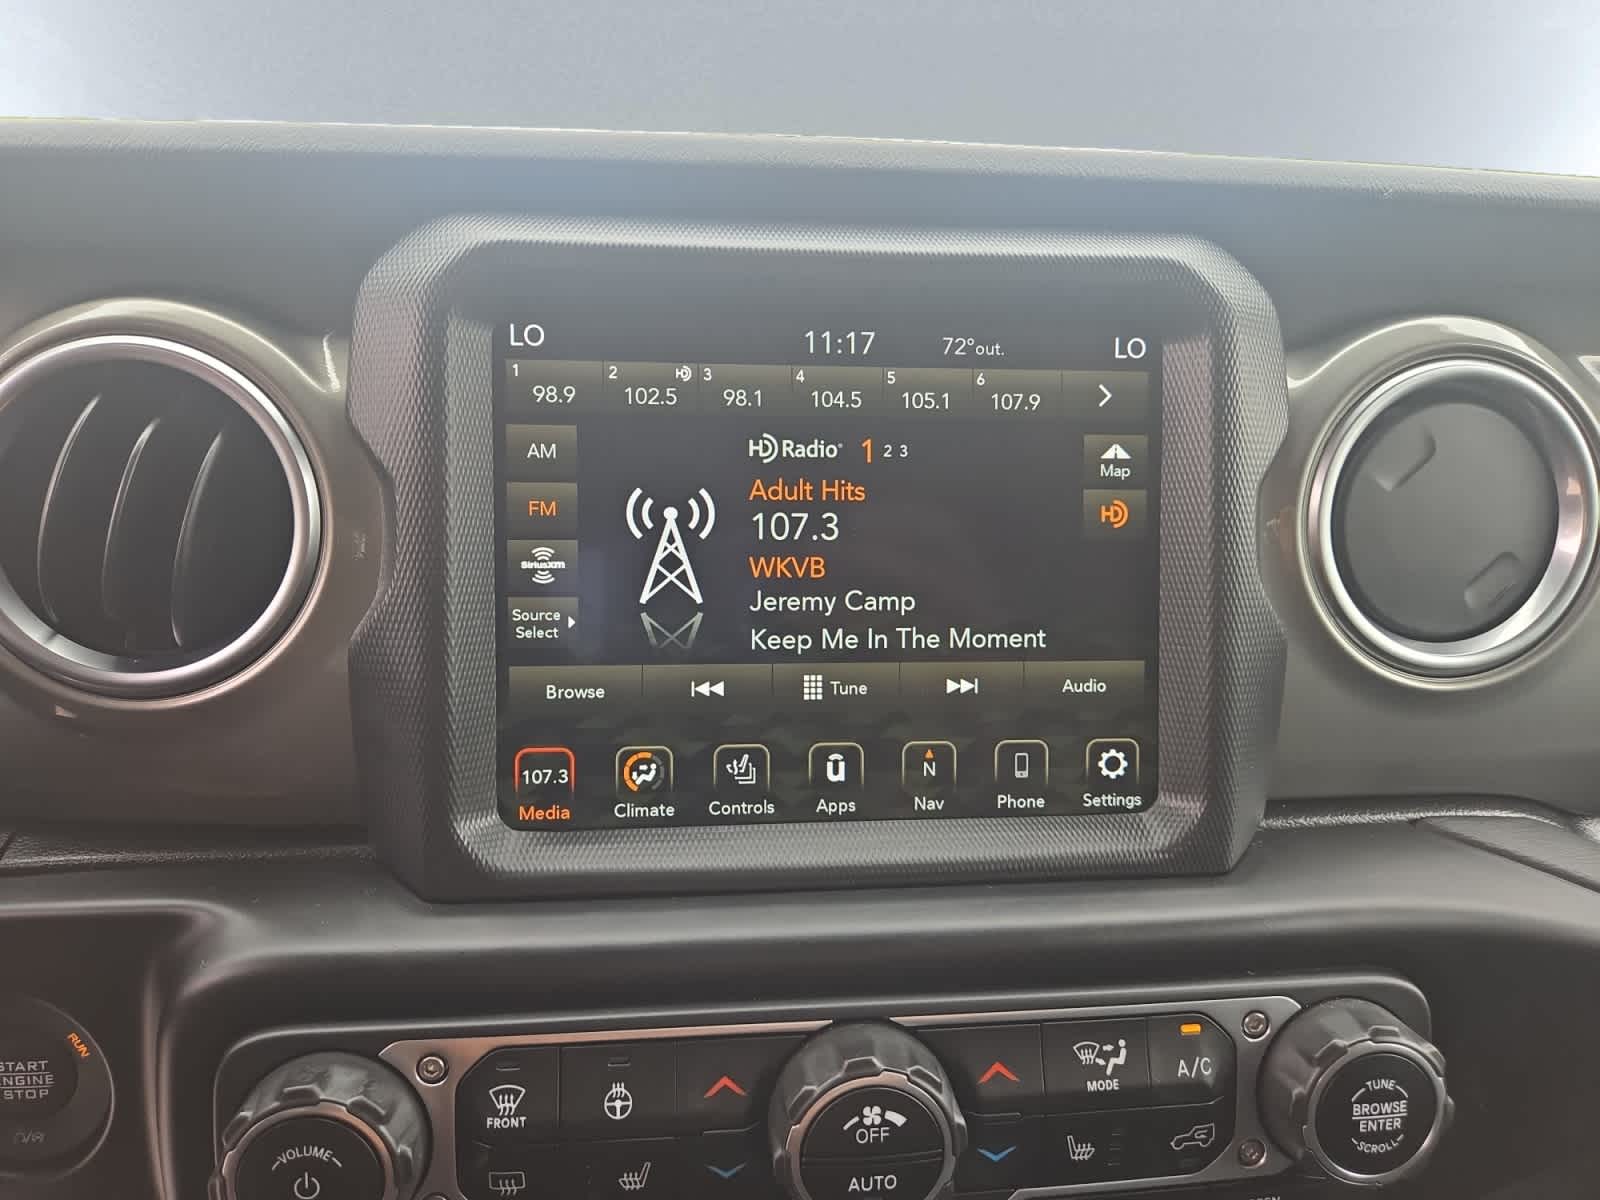 LO 11:17 72°out. LO
1 98.9 2 102.5 HD 3 98.1 4 104.5 5 105.1 6 107.9
AM
FM
SiriusXM
Source
Select
HD Radio 1 2 3
Adult Hits
107.3
WKVB
Jeremy Camp
Keep Me In The Moment
Map
HD
Browse Tune Audio
107.3 N
Media Climate Controls Apps Nav Phone Settings
RUN
START
ENGINE
STOP
VOLUME
FRONT
OFF
AUTO
MODE
A/C
TUNE
BROWSE
ENTER
SCROLL